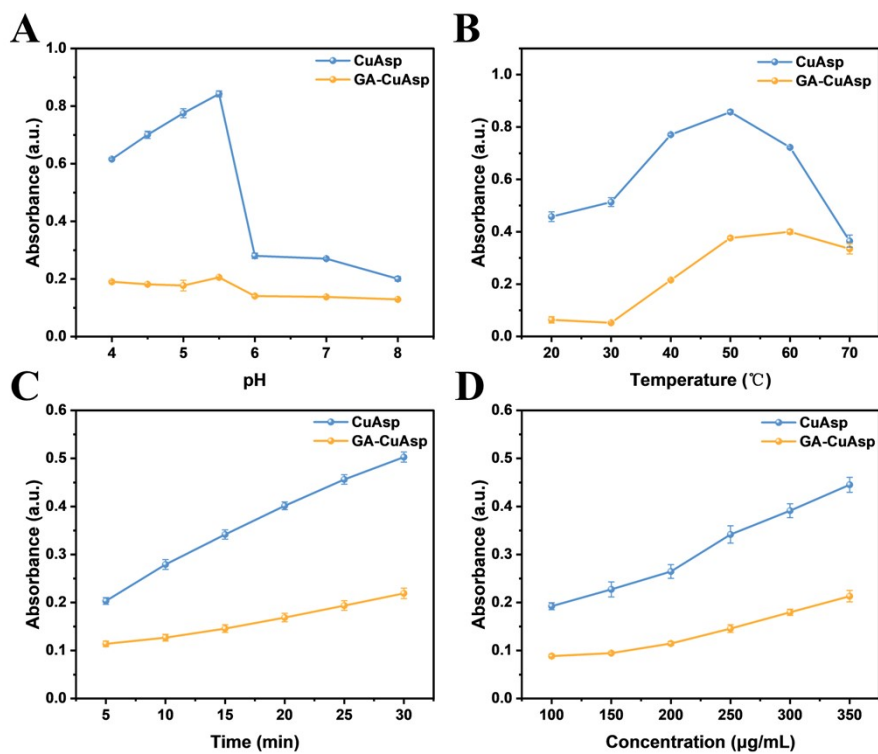 A
CuAsp
GA-CuAsp
Absorbance (a.u.)
1.0
0.8
0.6
0.4
0.2
0.0
4 5 6 7 8
pH
B
CuAsp
GA-CuAsp
Absorbance (a.u.)
1.0
0.8
0.6
0.4
0.2
0.0
20 30 40 50 60 70
Temperature (℃)
C
CuAsp
GA-CuAsp
Absorbance (a.u.)
0.6
0.5
0.4
0.3
0.2
0.1
0.0
5 10 15 20 25 30
Time (min)
D
CuAsp
GA-CuAsp
Absorbance (a.u.)
0.6
0.5
0.4
0.3
0.2
0.1
0.0
100 150 200 250 300 350
Concentration (µg/mL)